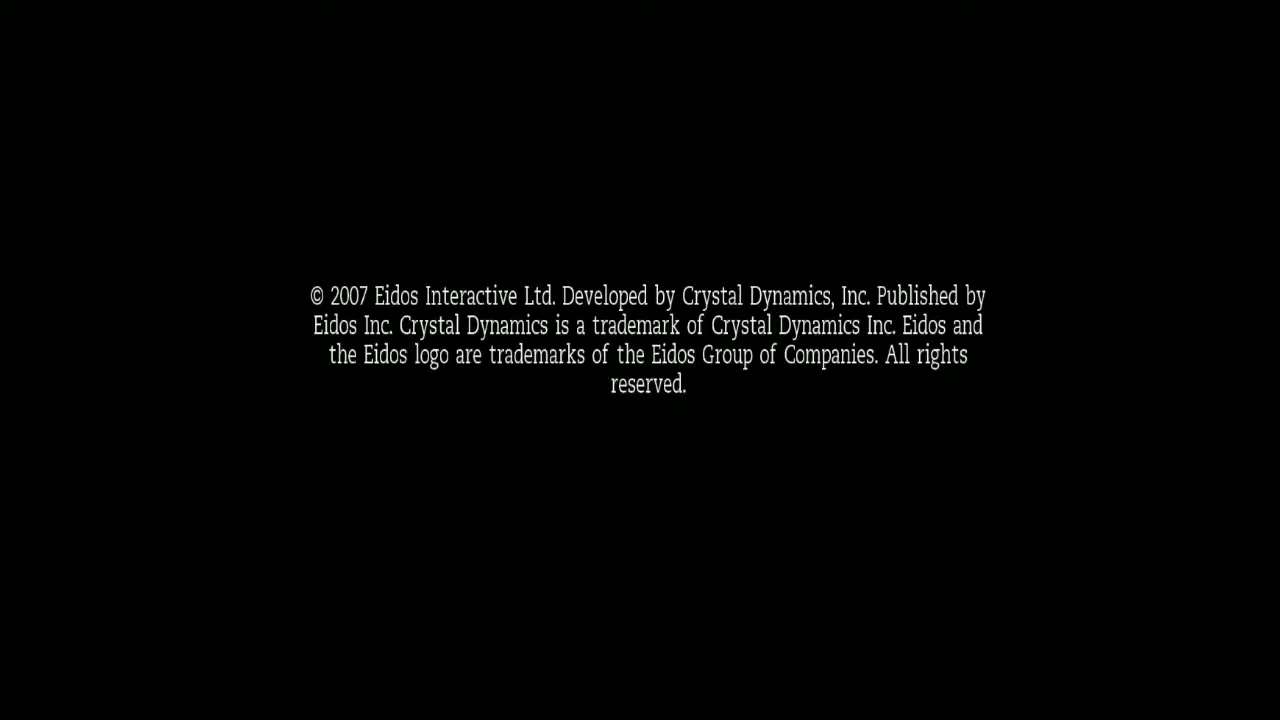 © 2007 Eidos Interactive Ltd. Developed by Crystal Dynamics, Inc. Published by
Eidos Inc. Crystal Dynamics is a trademark of Crystal Dynamics Inc. Eidos and
the Eidos logo are trademarks of the Eidos Group of Companies. All rights
reserved.